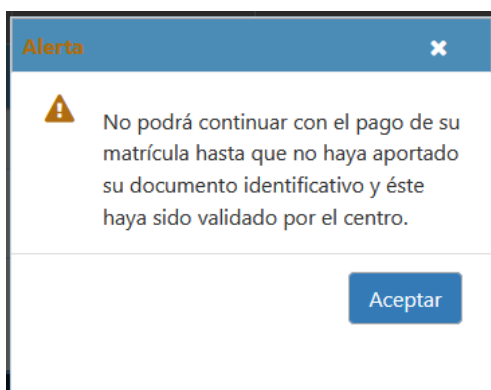 Alerta
No podrá continuar con el pago de su
matrícula hasta que no haya aportado
su documento identificativo y éste
haya sido validado por el centro.
Aceptar